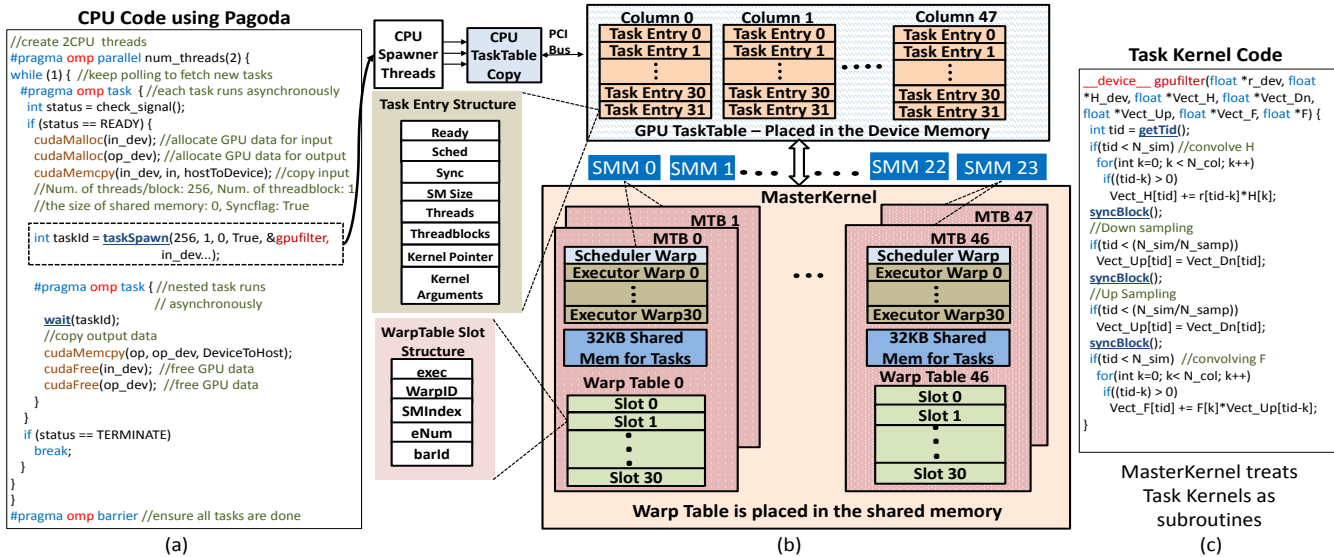 CPU Code using Pagoda
//create 2CPU threads
#pragma omp parallel num_threads(2) {
while (1) { //keep polling to fetch new tasks
#pragma omp task { //each task runs asynchronously
int status = check_signal();
if (status == READY) {
cudaMalloc(in_dev); //allocate GPU data for input
cudaMalloc(op_dev); //allocate GPU data for output
cudaMemcpy(in_dev, in, hostToDevice); //copy input
//Num. of threads/block: 256, Num. of threadblock: 1
//the size of shared memory: 0, Syncflag: True
int taskId = taskSpawn(256, 1, 0, True, &gpufilter,
in_dev...);
#pragma omp task { //nested task runs
// asynchronously
wait(taskId);
//copy output data
cudaMemcpy(op, op_dev, DeviceToHost);
cudaFree(in_dev); //free GPU data
cudaFree(op_dev); //free GPU data
}
}
if (status == TERMINATE)
break;
}
}
}
#pragma omp barrier //ensure all tasks are done
(a)
CPU
Spawner
Threads
CPU
TaskTable
Copy
PCI
Bus
Column 0
Task Entry 0
Task Entry 1
Task Entry 30
Task Entry 31
Column 1
Task Entry 0
Task Entry 1
Task Entry 30
Task Entry 31
Column 47
Task Entry 0
Task Entry 1
Task Entry 30
Task Entry 31
GPU TaskTable – Placed in the Device Memory
Task Entry Structure
Ready
Sched
Sync
SM Size
Threads
Threadblocks
Kernel Pointer
Kernel
Arguments
WarpTable Slot
Structure
exec
WarpID
SMIndex
eNum
barId
SMM 0
SMM 1
SMM 22
SMM 23
MasterKernel
MTB 1
MTB 0
Scheduler Warp
Executor Warp 0
Executor Warp30
32KB Shared
Mem for Tasks
Warp Table 0
Slot 0
Slot 1
Slot 30
MTB 47
MTB 46
Scheduler Warp
Executor Warp 0
Executor Warp30
32KB Shared
Mem for Tasks
Warp Table 46
Slot 0
Slot 1
Slot 30
Warp Table is placed in the shared memory
(b)
Task Kernel Code
__device__ gpufilter(float *r_dev, float
*H_dev, float *Vect_H, float *Vect_Dn,
float *Vect_Up, float *Vect_F, float *F) {
int tid = getTid();
if(tid < N_sim) //convolve H
for(int k=0; k < N_col; k++)
if((tid-k) > 0)
Vect_H[tid] += r[tid-k]*H[k];
syncBlock();
//Down sampling
if(tid < (N_sim/N_samp))
Vect_Up[tid] = Vect_Dn[tid];
syncBlock();
//Up Sampling
if(tid < (N_sim/N_samp))
Vect_Up[tid] = Vect_Dn[tid];
syncBlock();
if(tid < N_sim) //convolving F
for(int k=0; k< N_col; k++)
if((tid-k) > 0)
Vect_F[tid] += F[k]*Vect_Up[tid-k];
}
MasterKernel treats
Task Kernels as
subroutines
(c)